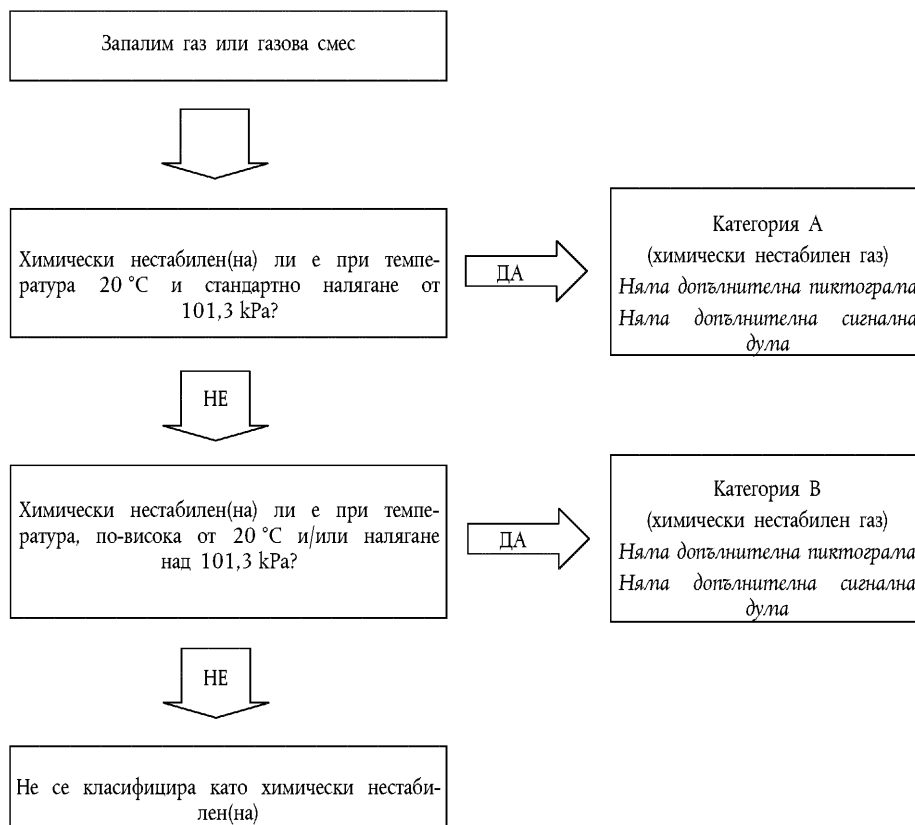 Запалим газ или газова смес
Химически нестабилен(на) ли е при темпе-
ратура 20 °C и стандартно налягане от
101,3 kPa?
ДА
Категория A
(химически нестабилен газ)
Няма допълнителна пиктограма
Няма допълнителна сигнална
дума
НЕ
Химически нестабилен(на) ли е при темпе-
ратура, по-висока от 20 °C и/или налягане
над 101,3 kPa?
ДА
Категория B
(химически нестабилен газ)
Няма допълнителна пиктограма
Няма допълнителна сигнална
дума
НЕ
Не се класифицира като химически нестаби-
лен(на)